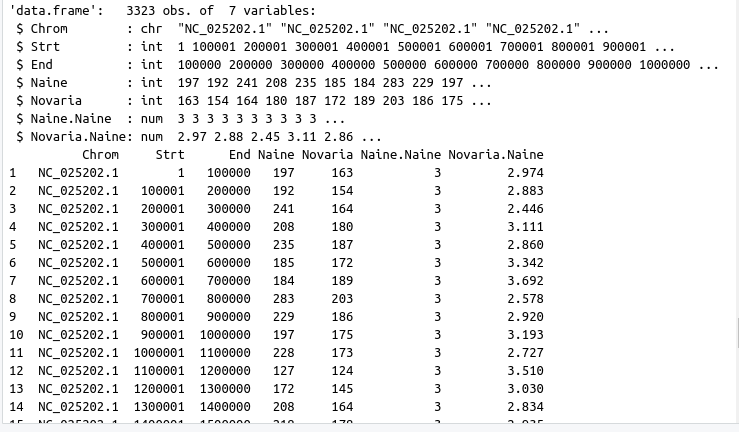 'data.frame':   3323 obs. of  7 variables:
 $ Chrom        : chr  "NC_025202.1" "NC_025202.1" "NC_025202.1" "NC_025202.1" ...
 $ Strt         : int  1 100001 200001 300001 400001 500001 600001 700001 800001 900001 ...
 $ End          : int  100000 200000 300000 400000 500000 600000 700000 800000 900000 1000000 ...
 $ Naine        : int  197 192 241 208 235 185 184 283 229 197 ...
 $ Novaria      : int  163 154 164 180 187 172 189 203 186 175 ...
 $ Naine.Naine  : num  3 3 3 3 3 3 3 3 3 3 ...
 $ Novaria.Naine: num  2.97 2.88 2.45 3.11 2.86 ...
         Chrom     Strt      End Naine Novaria Naine.Naine Novaria.Naine
1  NC_025202.1        1   100000   197     163           3         2.974
2  NC_025202.1   100001   200000   192     154           3         2.883
3  NC_025202.1   200001   300000   241     164           3         2.446
4  NC_025202.1   300001   400000   208     180           3         3.111
5  NC_025202.1   400001   500000   235     187           3         2.860
6  NC_025202.1   500001   600000   185     172           3         3.342
7  NC_025202.1   600001   700000   184     189           3         3.692
8  NC_025202.1   700001   800000   283     203           3         2.578
9  NC_025202.1   800001   900000   229     186           3         2.920
10 NC_025202.1   900001  1000000   197     175           3         3.193
11 NC_025202.1  1000001  1100000   228     173           3         2.727
12 NC_025202.1  1100001  1200000   127     124           3         3.510
13 NC_025202.1  1200001  1300000   172     145           3         3.030
14 NC_025202.1  1300001  1400000   208     164           3         2.834